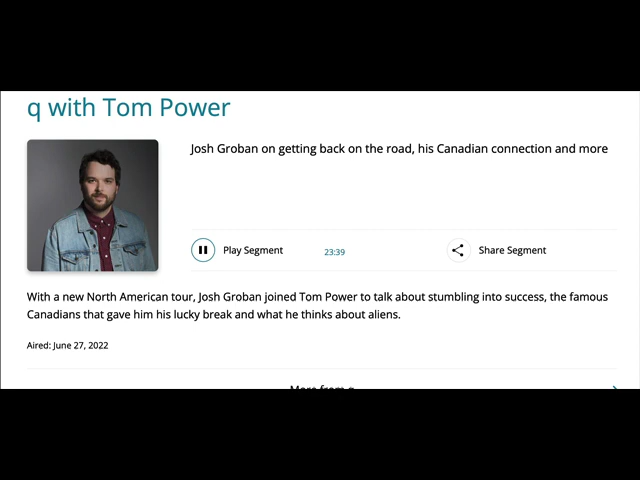 q with Tom Power
Josh Groban on getting back on the road, his Canadian connection and more
Play Segment
23:39
Share Segment
With a new North American tour, Josh Groban joined Tom Power to talk about stumbling into success, the famous
Canadians that gave him his lucky break and what he thinks about aliens.
Aired: June 27, 2022
More from q